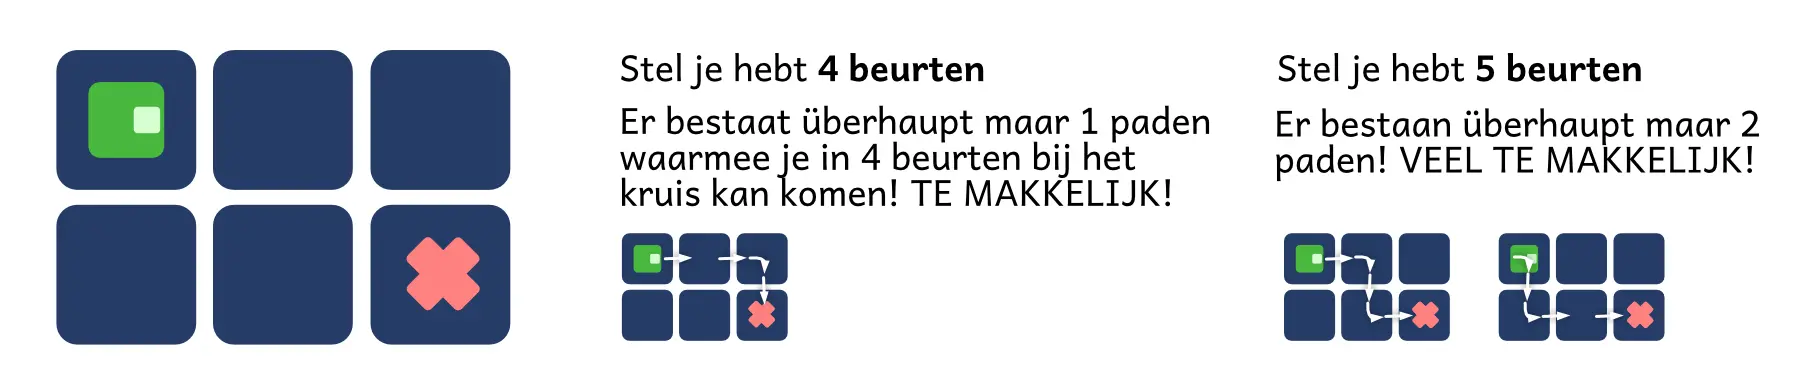 Stel je hebt 4 beurten
Er bestaat überhaupt maar 1 paden
waarmee je in 4 beurten bij het
kruis kan komen! TE MAKKELIJK!
Stel je hebt 5 beurten
Er bestaan überhaupt maar 2
paden! VEEL TE MAKKELIJK!